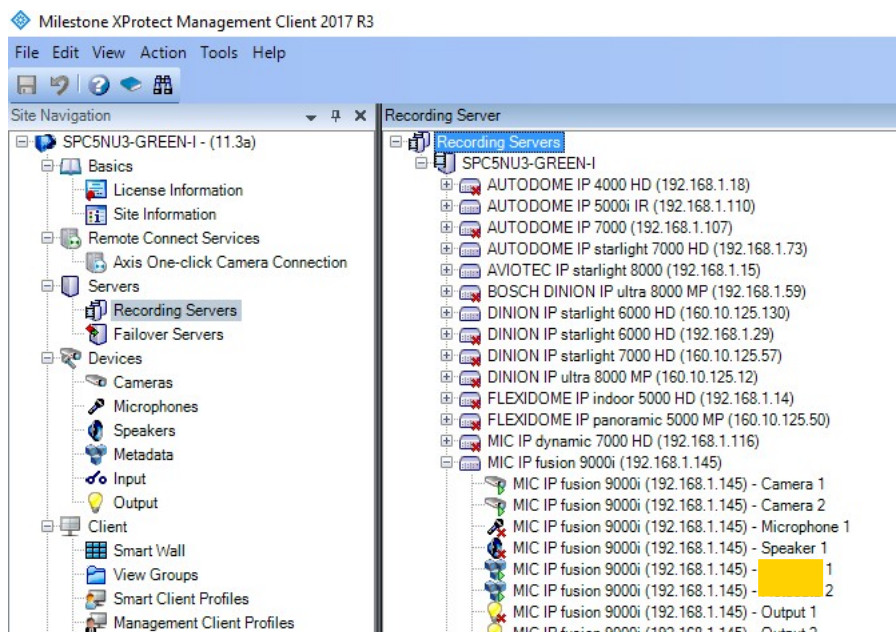 Milestone XProtect Management Client 2017 R3
File Edit View Action Tools Help
Site Navigation
SPC5NU3-GREEN-I - (11.3a)
Basics
License Information
Site Information
Remote Connect Services
Axis One-click Camera Connection
Servers
Recording Servers
Failover Servers
Devices
Cameras
Microphones
Speakers
Metadata
Input
Output
Client
Smart Wall
View Groups
Smart Client Profiles
Management Client Profiles
Recording Server
Recording Servers
SPC5NU3-GREEN-I
AUTODOME IP 4000 HD (192.168.1.18)
AUTODOME IP 5000i IR (192.168.1.110)
AUTODOME IP 7000 (192.168.1.107)
AUTODOME IP starlight 7000 HD (192.168.1.73)
AVIOTEC IP starlight 8000 (192.168.1.15)
BOSCH DINION IP ultra 8000 MP (192.168.1.59)
DINION IP starlight 6000 HD (160.10.125.130)
DINION IP starlight 6000 HD (192.168.1.29)
DINION IP starlight 7000 HD (160.10.125.57)
DINION IP ultra 8000 MP (160.10.125.12)
FLEXIDOME IP indoor 5000 HD (192.168.1.14)
FLEXIDOME IP panoramic 5000 MP (160.10.125.50)
MIC IP dynamic 7000 HD (192.168.1.116)
MIC IP fusion 9000i (192.168.1.145)
MIC IP fusion 9000i (192.168.1.145) - Camera 1
MIC IP fusion 9000i (192.168.1.145) - Camera 2
MIC IP fusion 9000i (192.168.1.145) - Microphone 1
MIC IP fusion 9000i (192.168.1.145) - Speaker 1
MIC IP fusion 9000i (192.168.1.145) - 1
MIC IP fusion 9000i (192.168.1.145) - 2
MIC IP fusion 9000i (192.168.1.145) - Output 1
MIC IP fusion 9000i (192.168.1.145) - Output 2